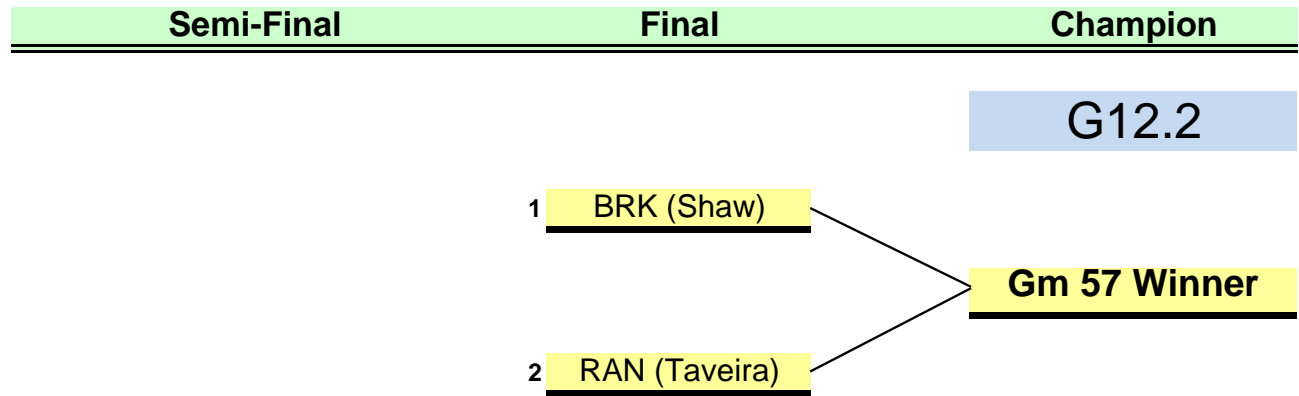 Semi-Final Final Champion
G12.2
1 BRK (Shaw)
Gm 57 Winner
2 RAN (Taveira)